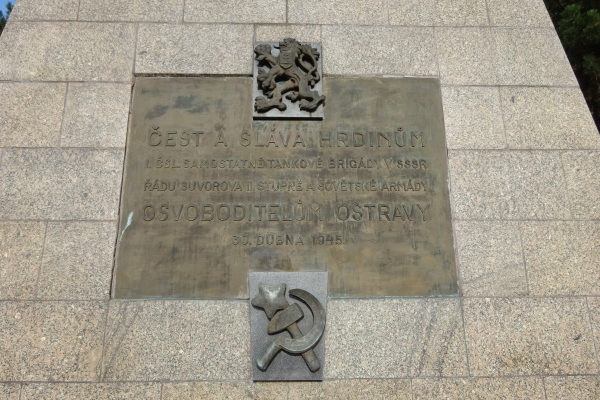 ČEST A SLÁVA HRDINŮM
1. ČSL. SAMOSTATNÉ TANKOVÉ BRIGÁDY V SSSR
ŘÁDU SUVOROVA II. STUPNĚ A SOVĚTSKÉ ARMÁDY,
OSVOBODITELŮM OSTRAVY
30. DUBNA 1945